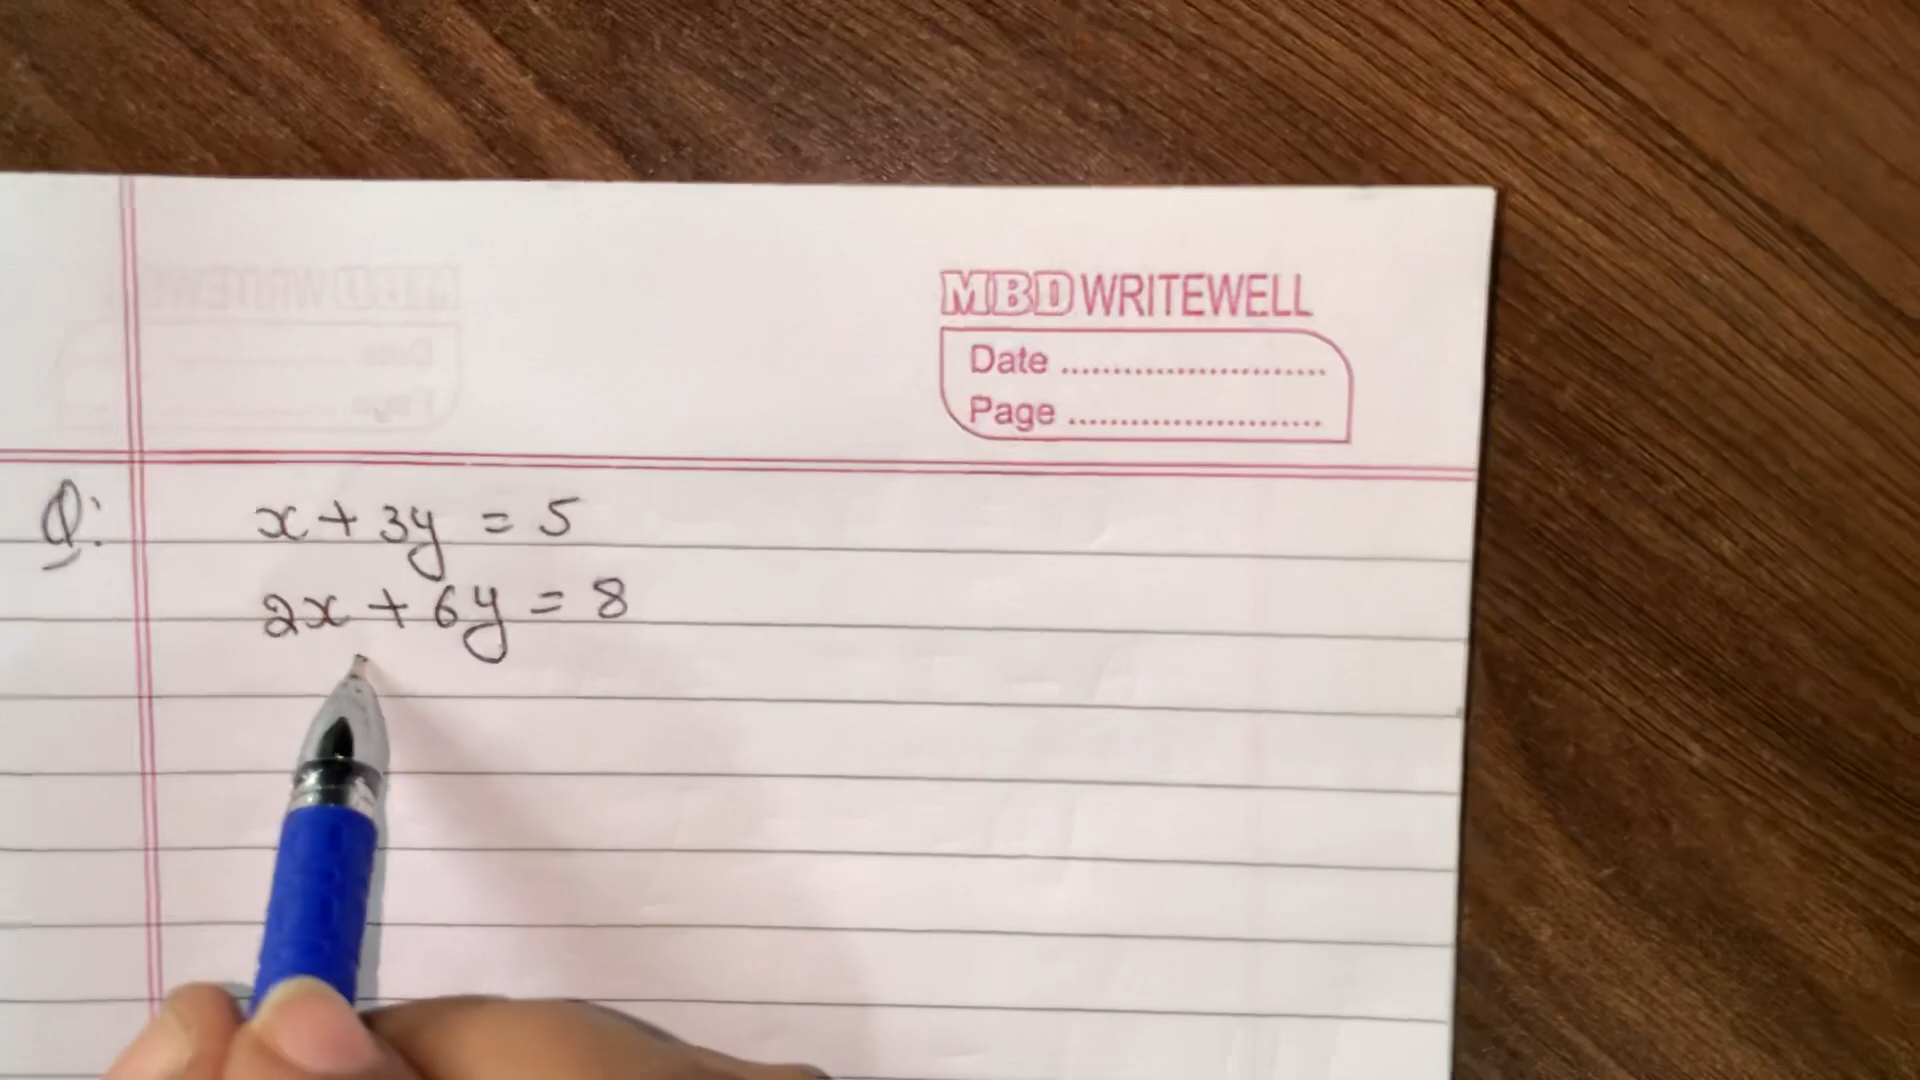 MBD WRITEWELL
Date ..........................
Page .........................
Q: x + 3y = 5
2x + 6y = 8